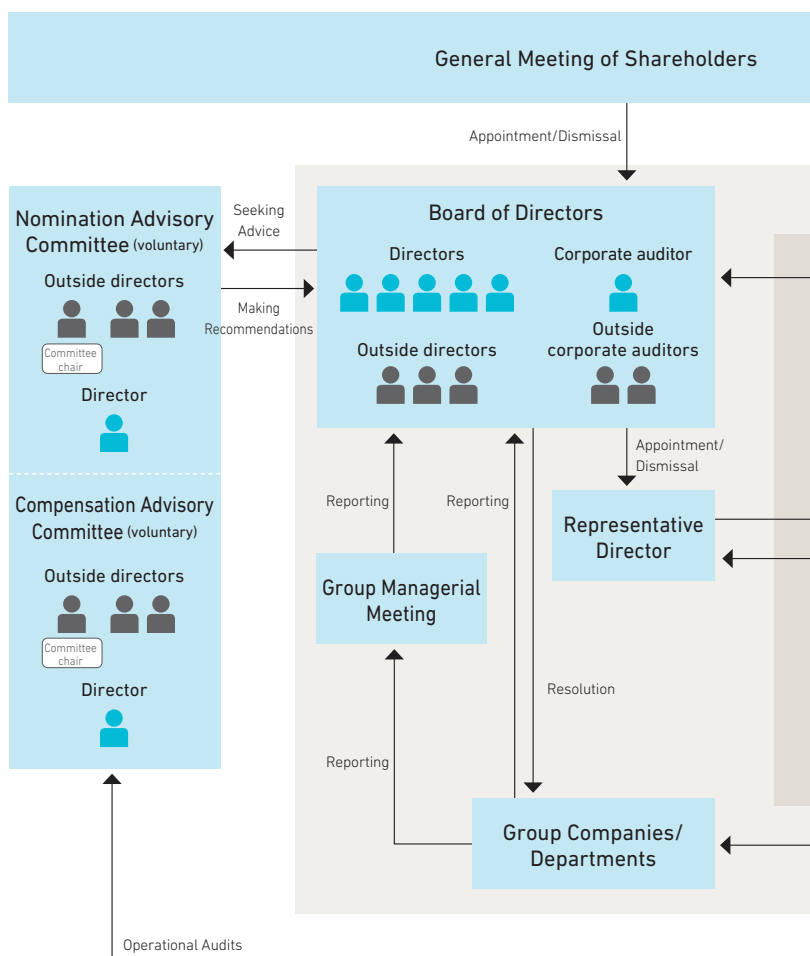 General Meeting of Shareholders
Appointment/Dismissal
Nomination Advisory
Committee (voluntary)
Outside directors
Committee
chair
Director
Seeking
Advice
Making
Recommendations
Board of Directors
Directors
Corporate auditor
Outside directors
Outside
corporate auditors
Compensation Advisory
Committee (voluntary)
Outside directors
Committee
chair
Director
Reporting
Reporting
Appointment/
Dismissal
Representative
Director
Group Managerial
Meeting
Resolution
Reporting
Group Companies/
Departments
Operational Audits